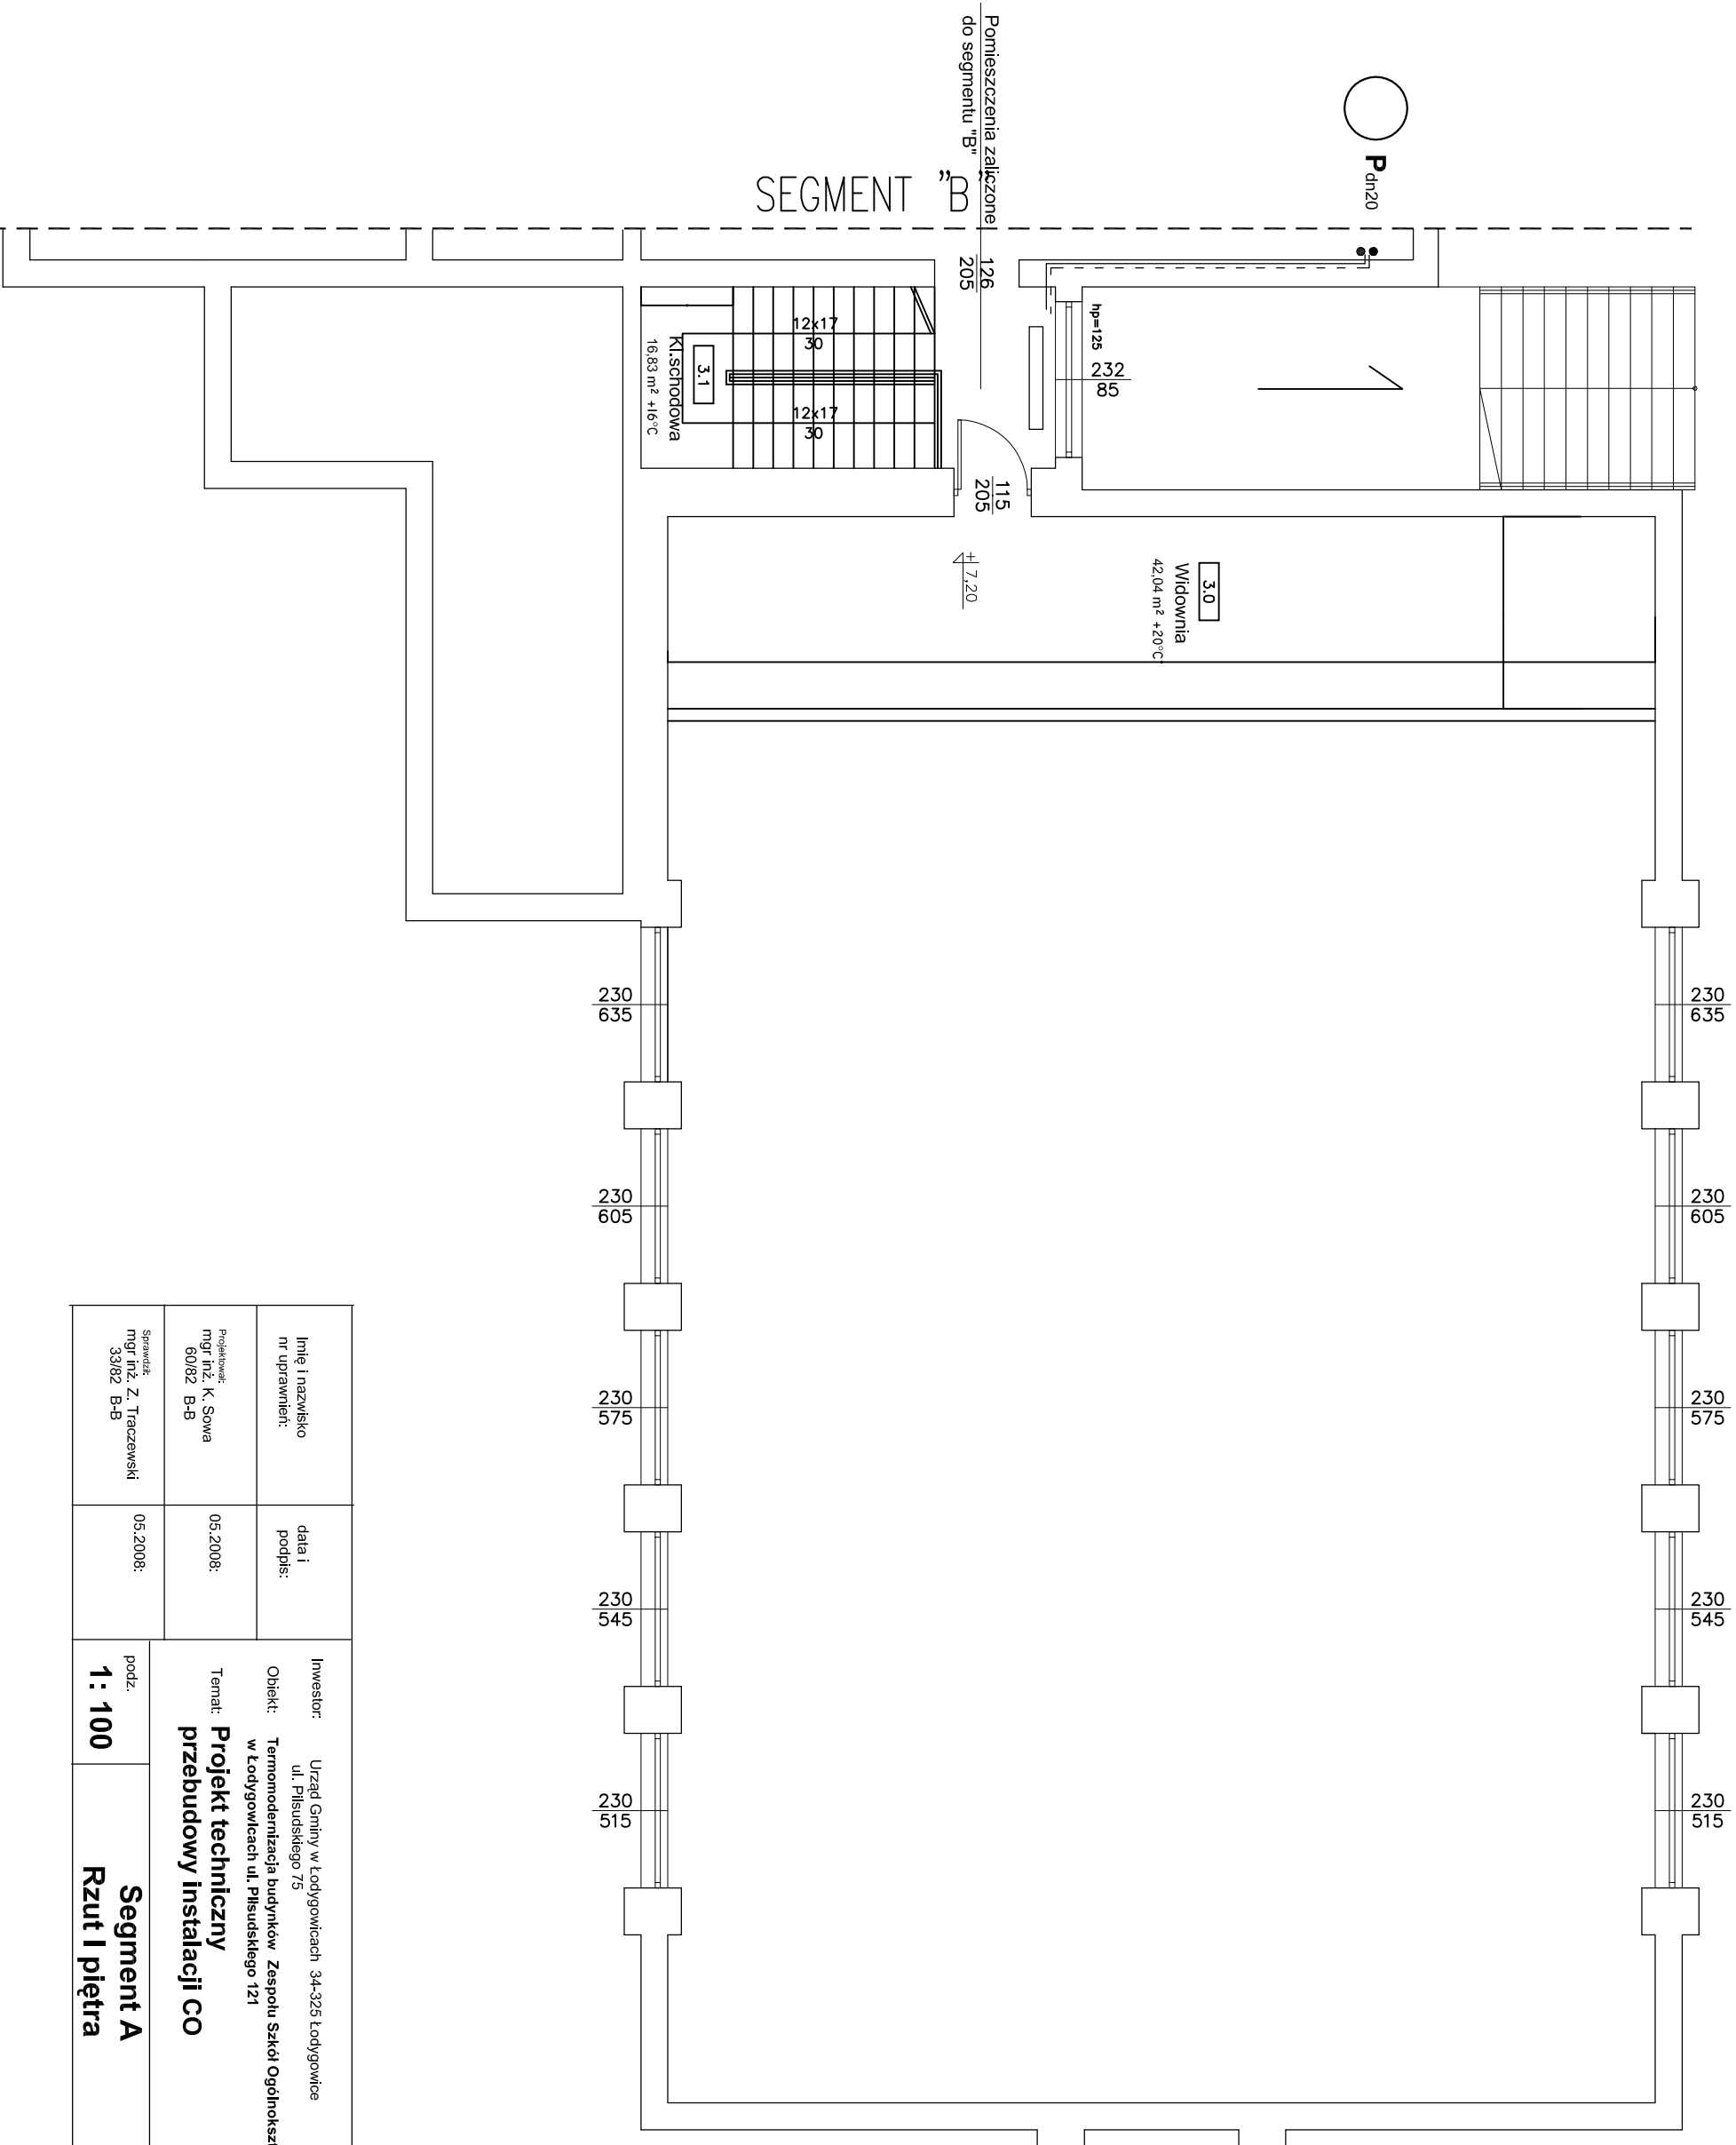 Pomieszczenia zaliczone
do segmentu "B"
Pdn20
SEGMENT "B"
126
205
hp=125
232
85
12x17
30
12x17
30
3.1
Kl.schodowa
16,83 m² +16°C
115
205
+7,20
3.0
Widownia
42,04 m² +20°C
230
635
230
635
230
605
230
605
230
575
230
575
230
545
230
545
230
515
230
515
Imię i nazwisko
nr uprawnień:
data i
podpis:
Projektował:
mgr inż. K. Sowa
60/82 B-B
05.2008:
Sprawdził:
mgr inż. Z. Traczewski
33/82 B-B
05.2008:
Inwestor: Urząd Gminy w Łodygowicach 34-325 Łodygowice
ul. Piłsudskiego 75
Obiekt: Termomodernizacja budynków Zespołu Szkół Ogólnokszt
w Łodygowicach ul. Piłsudskiego 121
Temat: Projekt techniczny
przebudowy instalacji CO
podz.
1: 100
Segment A
Rzut I piętra